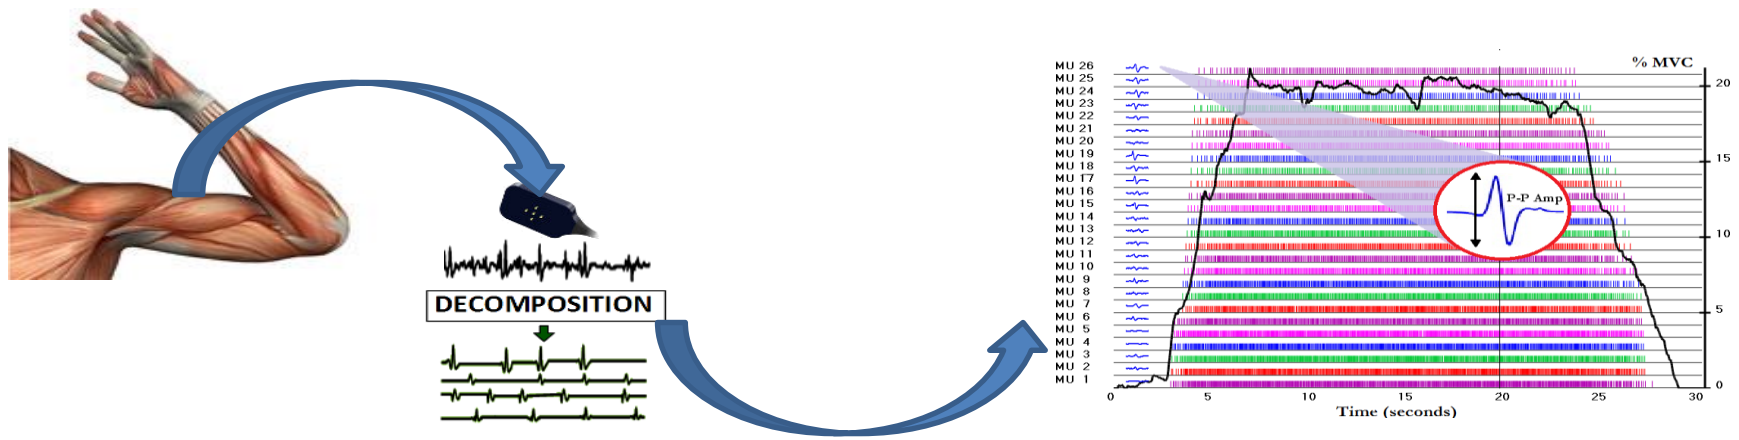 DECOMPOSITION
% MVC
MU 26
MU 25
MU 24
MU 23
MU 22
MU 21
MU 20
MU 19
MU 18
MU 17
MU 16
MU 15
MU 14
MU 13
MU 12
MU 11
MU 10
MU 9
MU 8
MU 7
MU 6
MU 5
MU 4
MU 3
MU 2
MU 1
P-P Amp
20
15
10
5
0
0 5 10 15 20 25 30
Time (seconds)